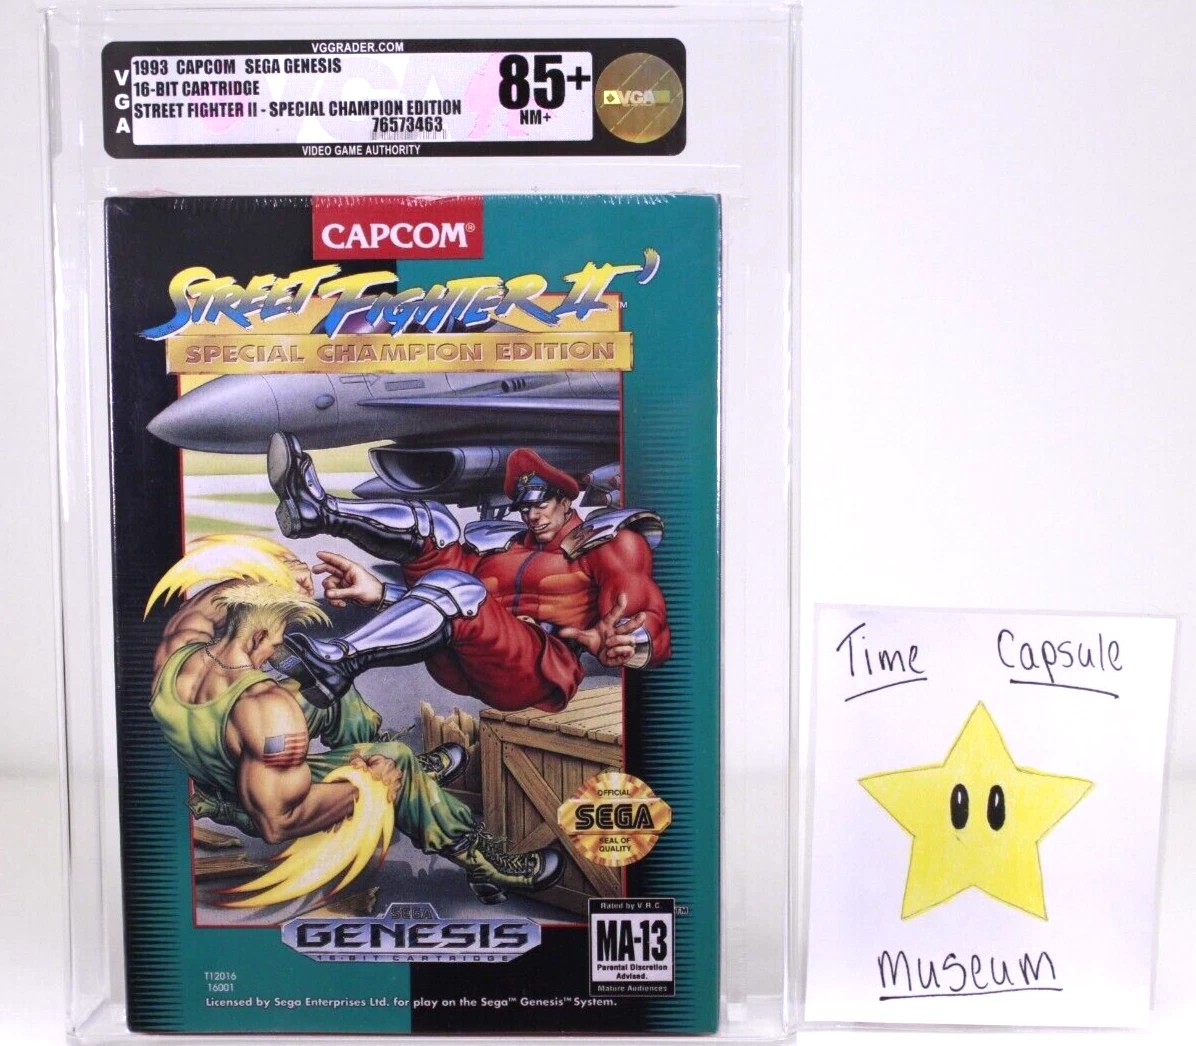 VGGRADER.COM
VGA
1993 CAPCOM SEGA GENESIS
16-BIT CARTRIDGE
STREET FIGHTER II - SPECIAL CHAMPION EDITION
76573463
85+
NM+
VGA
VIDEO GAME AUTHORITY
CAPCOM®
STREET FIGHTER II'™
SPECIAL CHAMPION EDITION
OFFICIAL
SEGA
SEAL OF
QUALITY
SEGA
GENESIS
16-BIT CARTRIDGE
™
Rated by V.R.C.
MA-13
Parental Discretion
Advised.
Mature Audiences
T12016
16001
Licensed by Sega Enterprises Ltd. for play on the Sega™ Genesis™ System.
Time Capsule
Museum